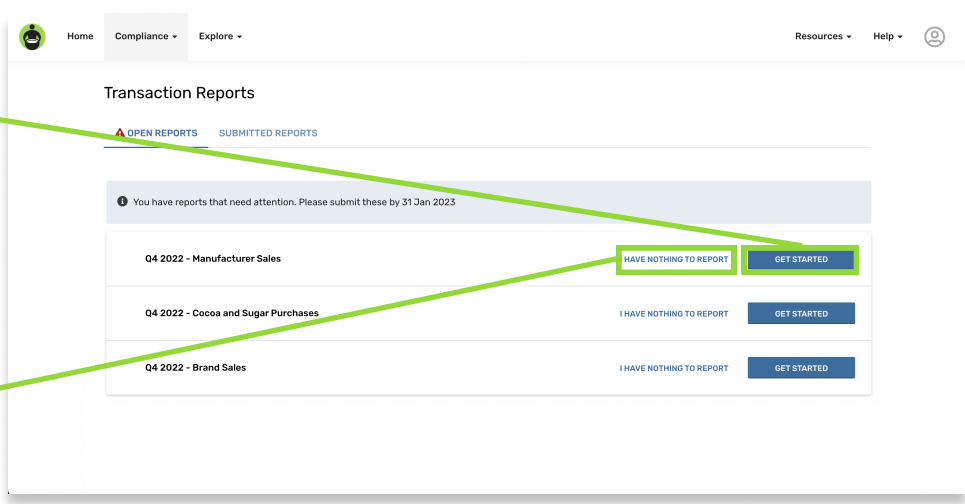 Home Compliance Explore Resources Help
Transaction Reports
OPEN REPORTS SUBMITTED REPORTS
You have reports that need attention. Please submit these by 31 Jan 2023
Q4 2022 - Manufacturer Sales HAVE NOTHING TO REPORT GET STARTED
Q4 2022 - Cocoa and Sugar Purchases I HAVE NOTHING TO REPORT GET STARTED
Q4 2022 - Brand Sales I HAVE NOTHING TO REPORT GET STARTED